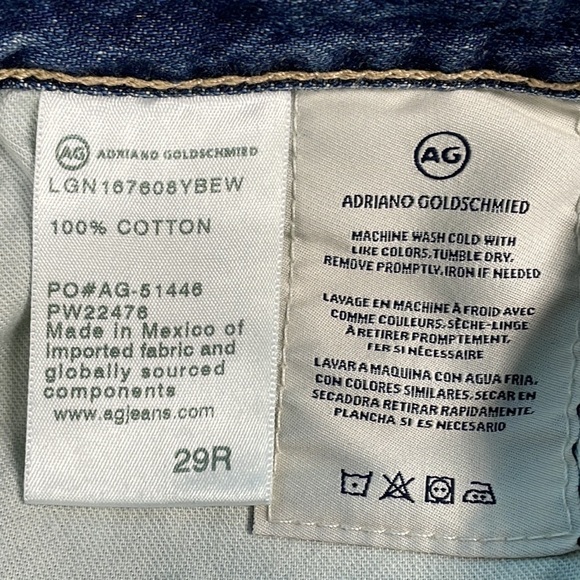 AG ADRIANO GOLDSCHMIED
LGN167608YBEW
100% COTTON
PO#AG-51446
PW22476
Made in Mexico of
imported fabric and
globally sourced
components
www.agjeans.com
29R
AG
ADRIANO GOLDSCHMIED
MACHINE WASH COLD WITH
LIKE COLORS, TUMBLE DRY,
REMOVE PROMPTLY, IRON IF NEEDED
LAVAGE EN MACHINE À FROID AVEC
COMME COULEURS, SÈCHE-LINGE
À RETIRER PROMPTEMENT,
FER SI NÉCESSAIRE
LAVAR A MAQUINA CON AGUA FRIA,
CON COLORES SIMILARES, SECAR EN
SECADORA RETIRAR RAPIDAMENTE,
PLANCHA SI ES NECESARIO